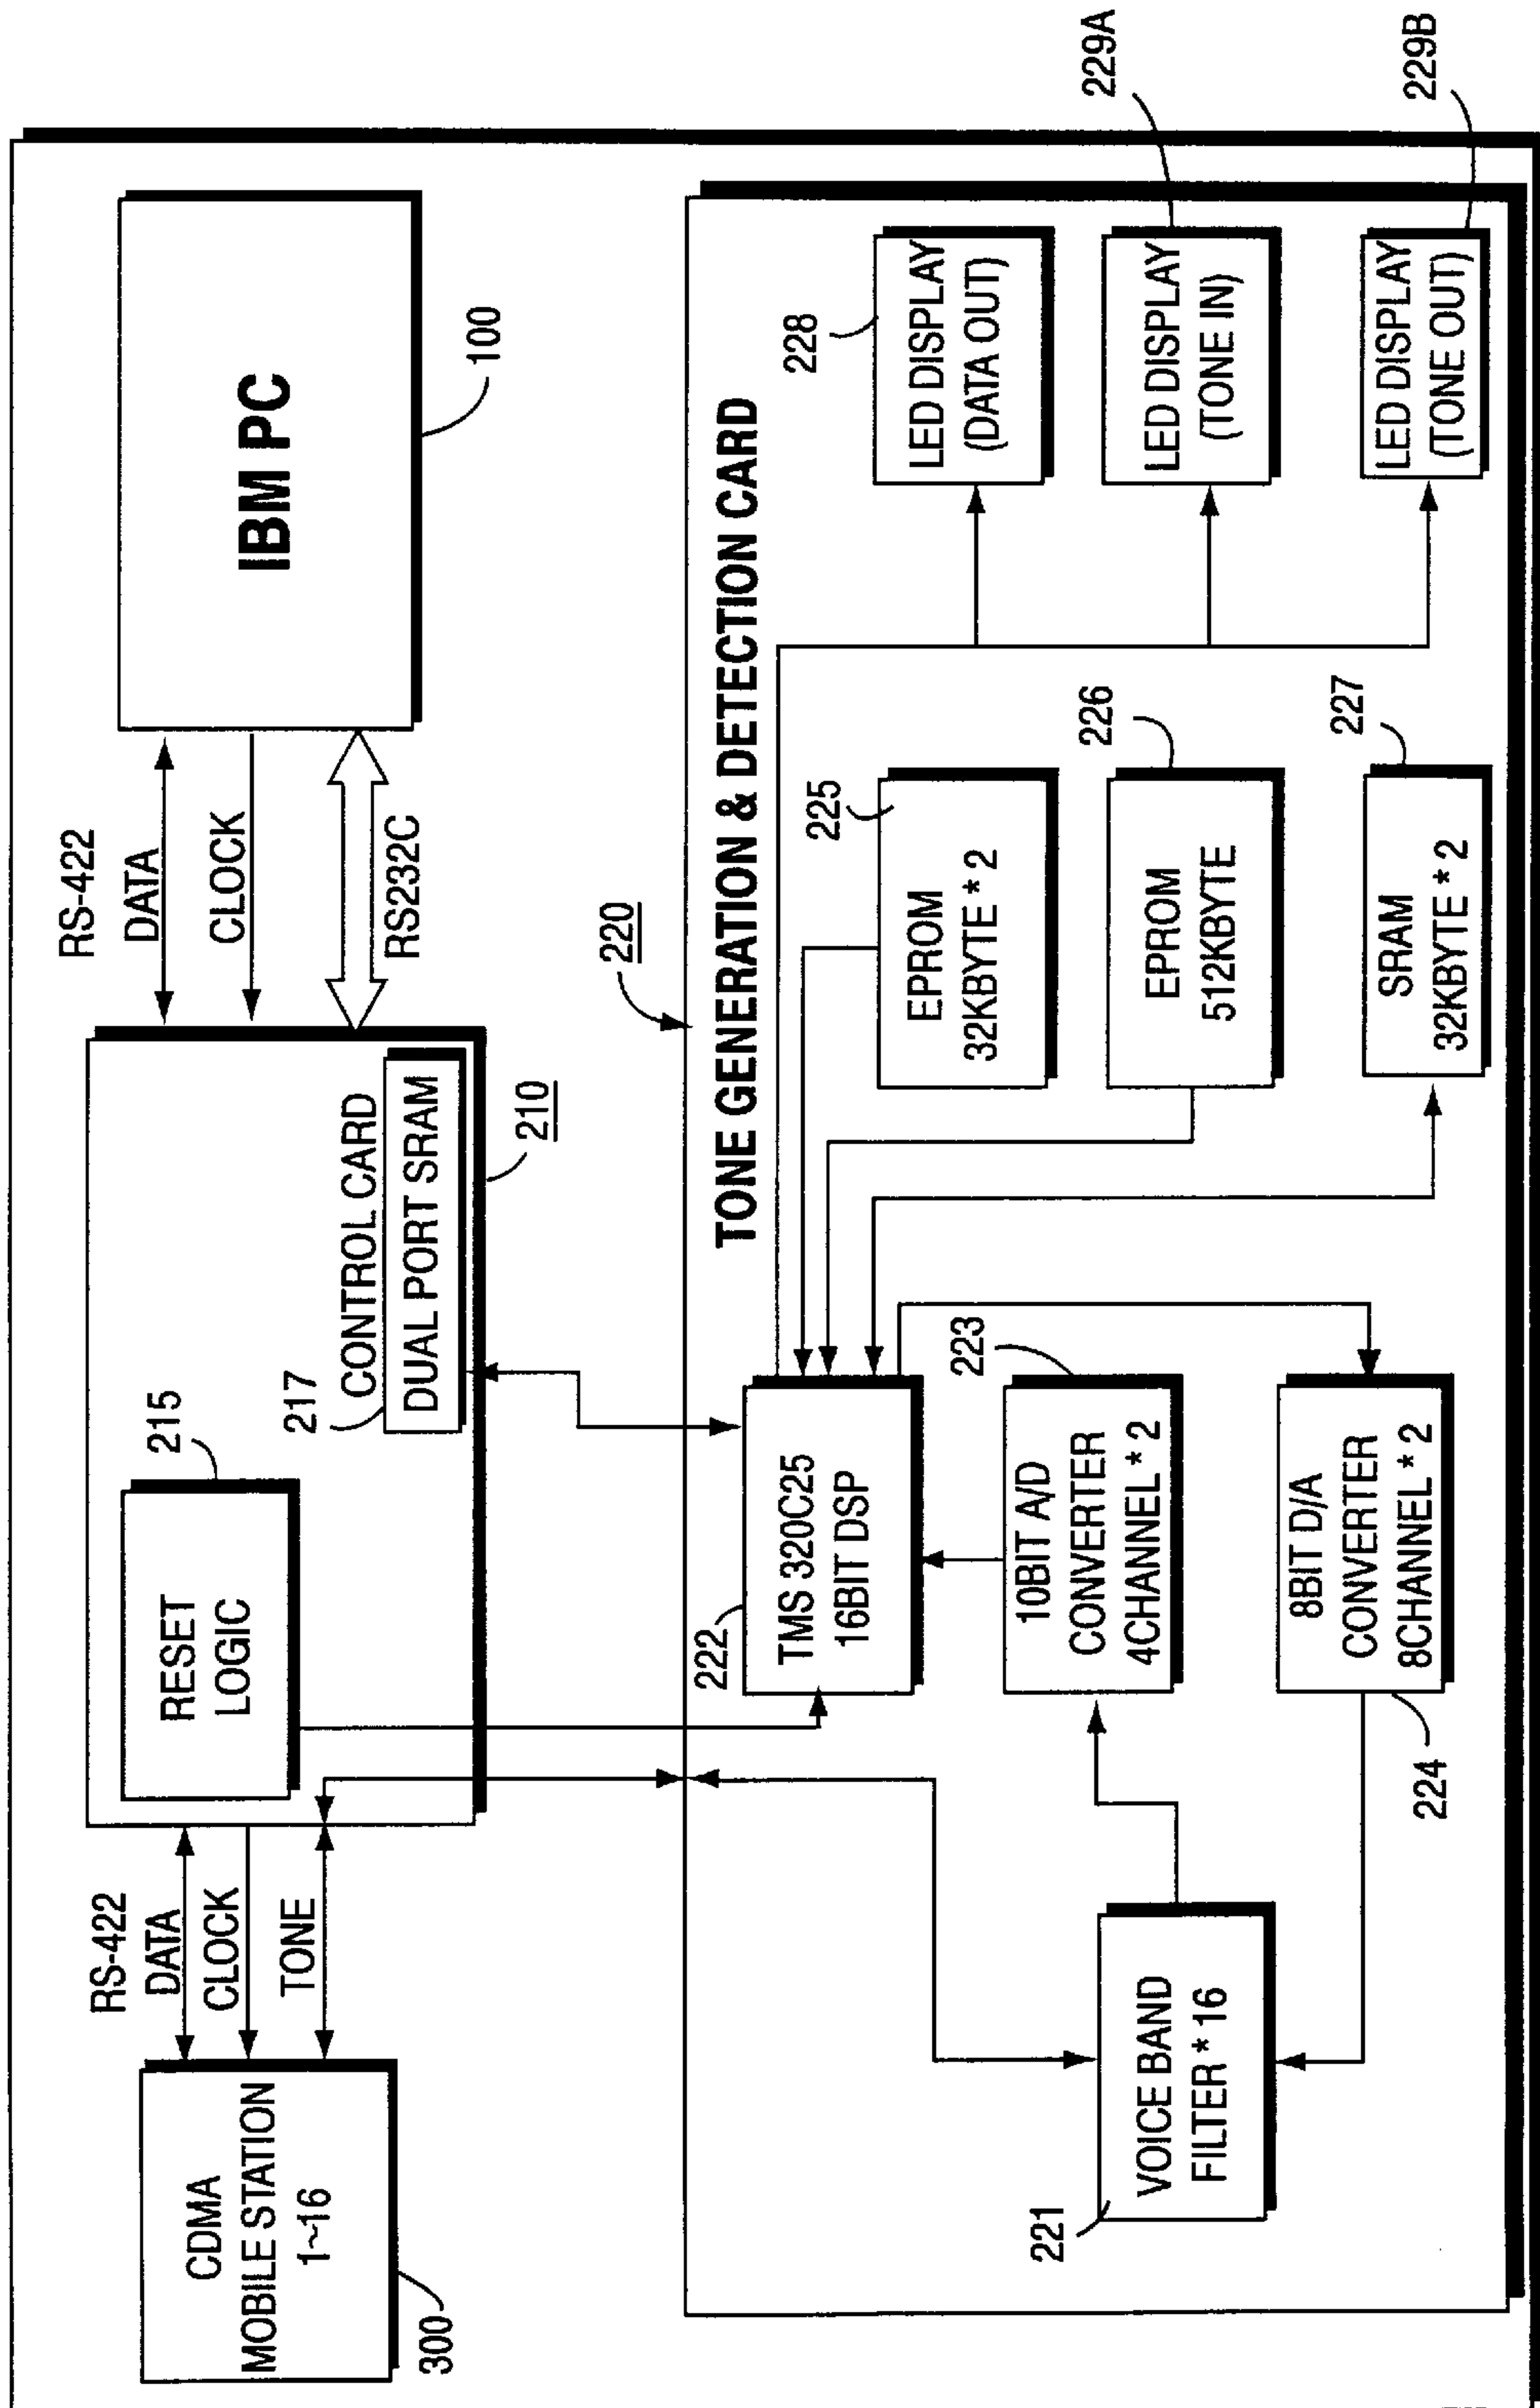 RS-422
DATA
CLOCK
TONE
CDMA
MOBILE STATION
1~16
300
RESET
LOGIC
215
217
CONTROL CARD
DUAL PORT SRAM
210
RS-422
DATA
CLOCK
RS232C
IBM PC
100
220
TONE GENERATION & DETECTION CARD
222
TMS 320C25
16BIT DSP
223
10BIT A/D
CONVERTER
4CHANNEL * 2
8BIT D/A
CONVERTER
8CHANNEL * 2
224
221
VOICE BAND
FILTER * 16
225
EPROM
32KBYTE * 2
226
EPROM
512KBYTE
227
SRAM
32KBYTE * 2
228
LED DISPLAY
(DATA OUT)
229A
LED DISPLAY
(TONE IN)
229B
LED DISPLAY
(TONE OUT)